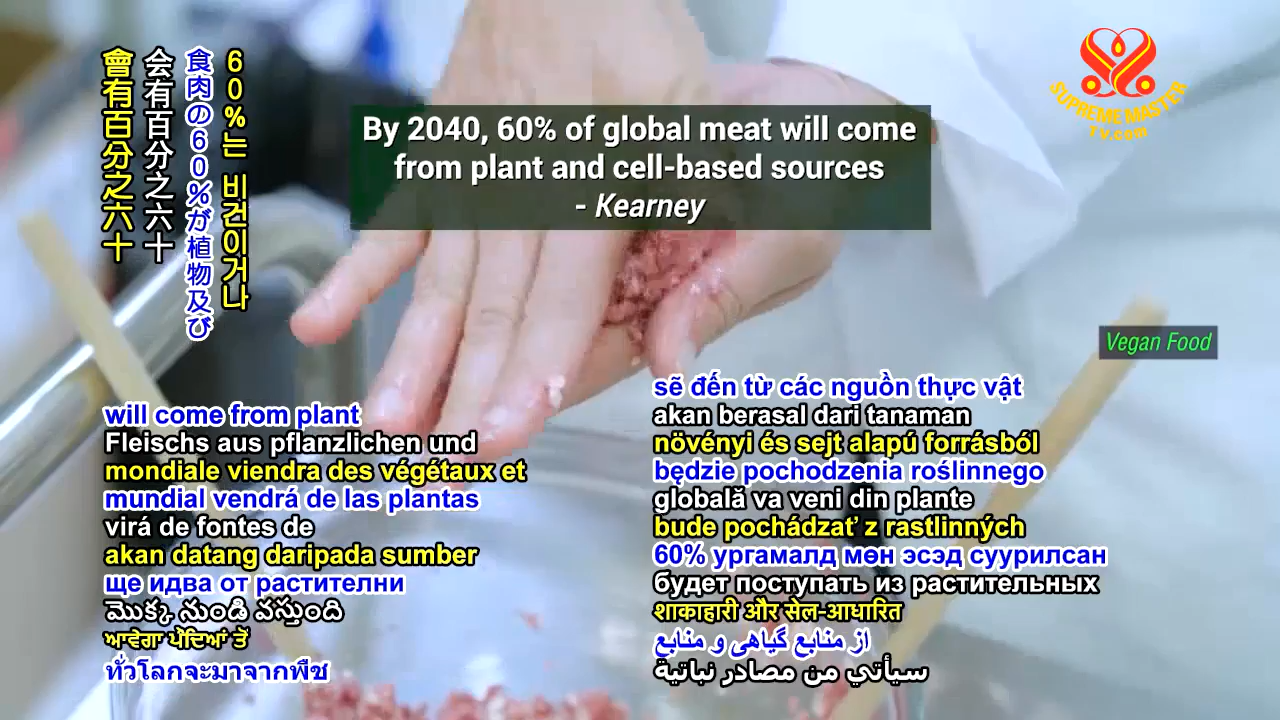 會有百分之六十
会有百分之六十
食肉の60%が植物及び
60%는 비건이거나
By 2040, 60% of global meat will come
from plant and cell-based sources
- Kearney
SUPREME MASTER
TV.com
Vegan Food
will come from plant
Fleischs aus pflanzlichen und
mondiale viendra des végétaux et
mundial vendrá de las plantas
virá de fontes de
akan datang daripada sumber
ще идва от растителни
మొక్క నుండి వస్తుంది
ਆਵੇਗਾ ਪੌਦਿਆਂ ਤੋਂ
ทั่วโลกจะมาจากพืช
sẽ đến từ các nguồn thực vật
akan berasal dari tanaman
növényi és sejt alapú forrásból
będzie pochodzenia roślinnego
globală va veni din plante
bude pochádzať z rastlinných
60% ургамалд мөн эсэд суурилсан
будет поступать из растительных
शाकाहारी और सेल-आधारित
از منابع گیاهی و منابع
سيأتي من مصادر نباتية